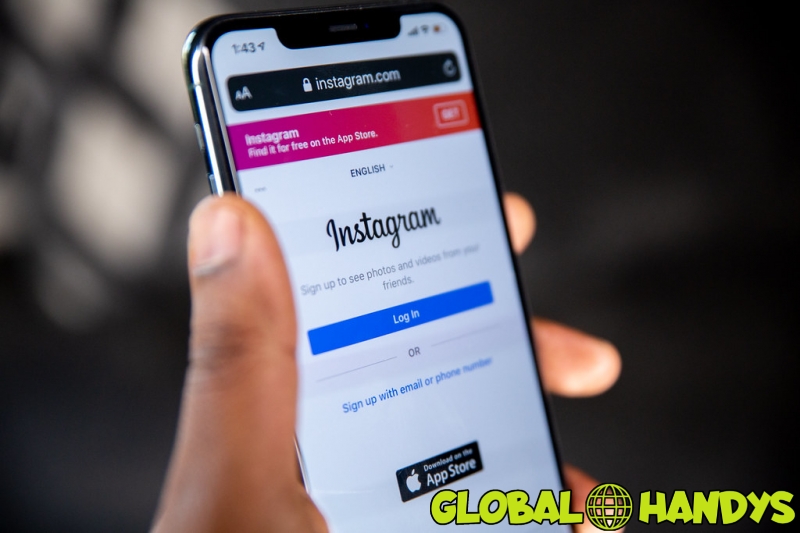 1:43
AA instagram.com
Instagram
Find it for free on the App Store.
GET
ENGLISH
Instagram
Sign up to see photos and videos from your
friends.
Log In
OR
Sign up with email or phone number
Download on the
App Store
GLOBAL HANDYS